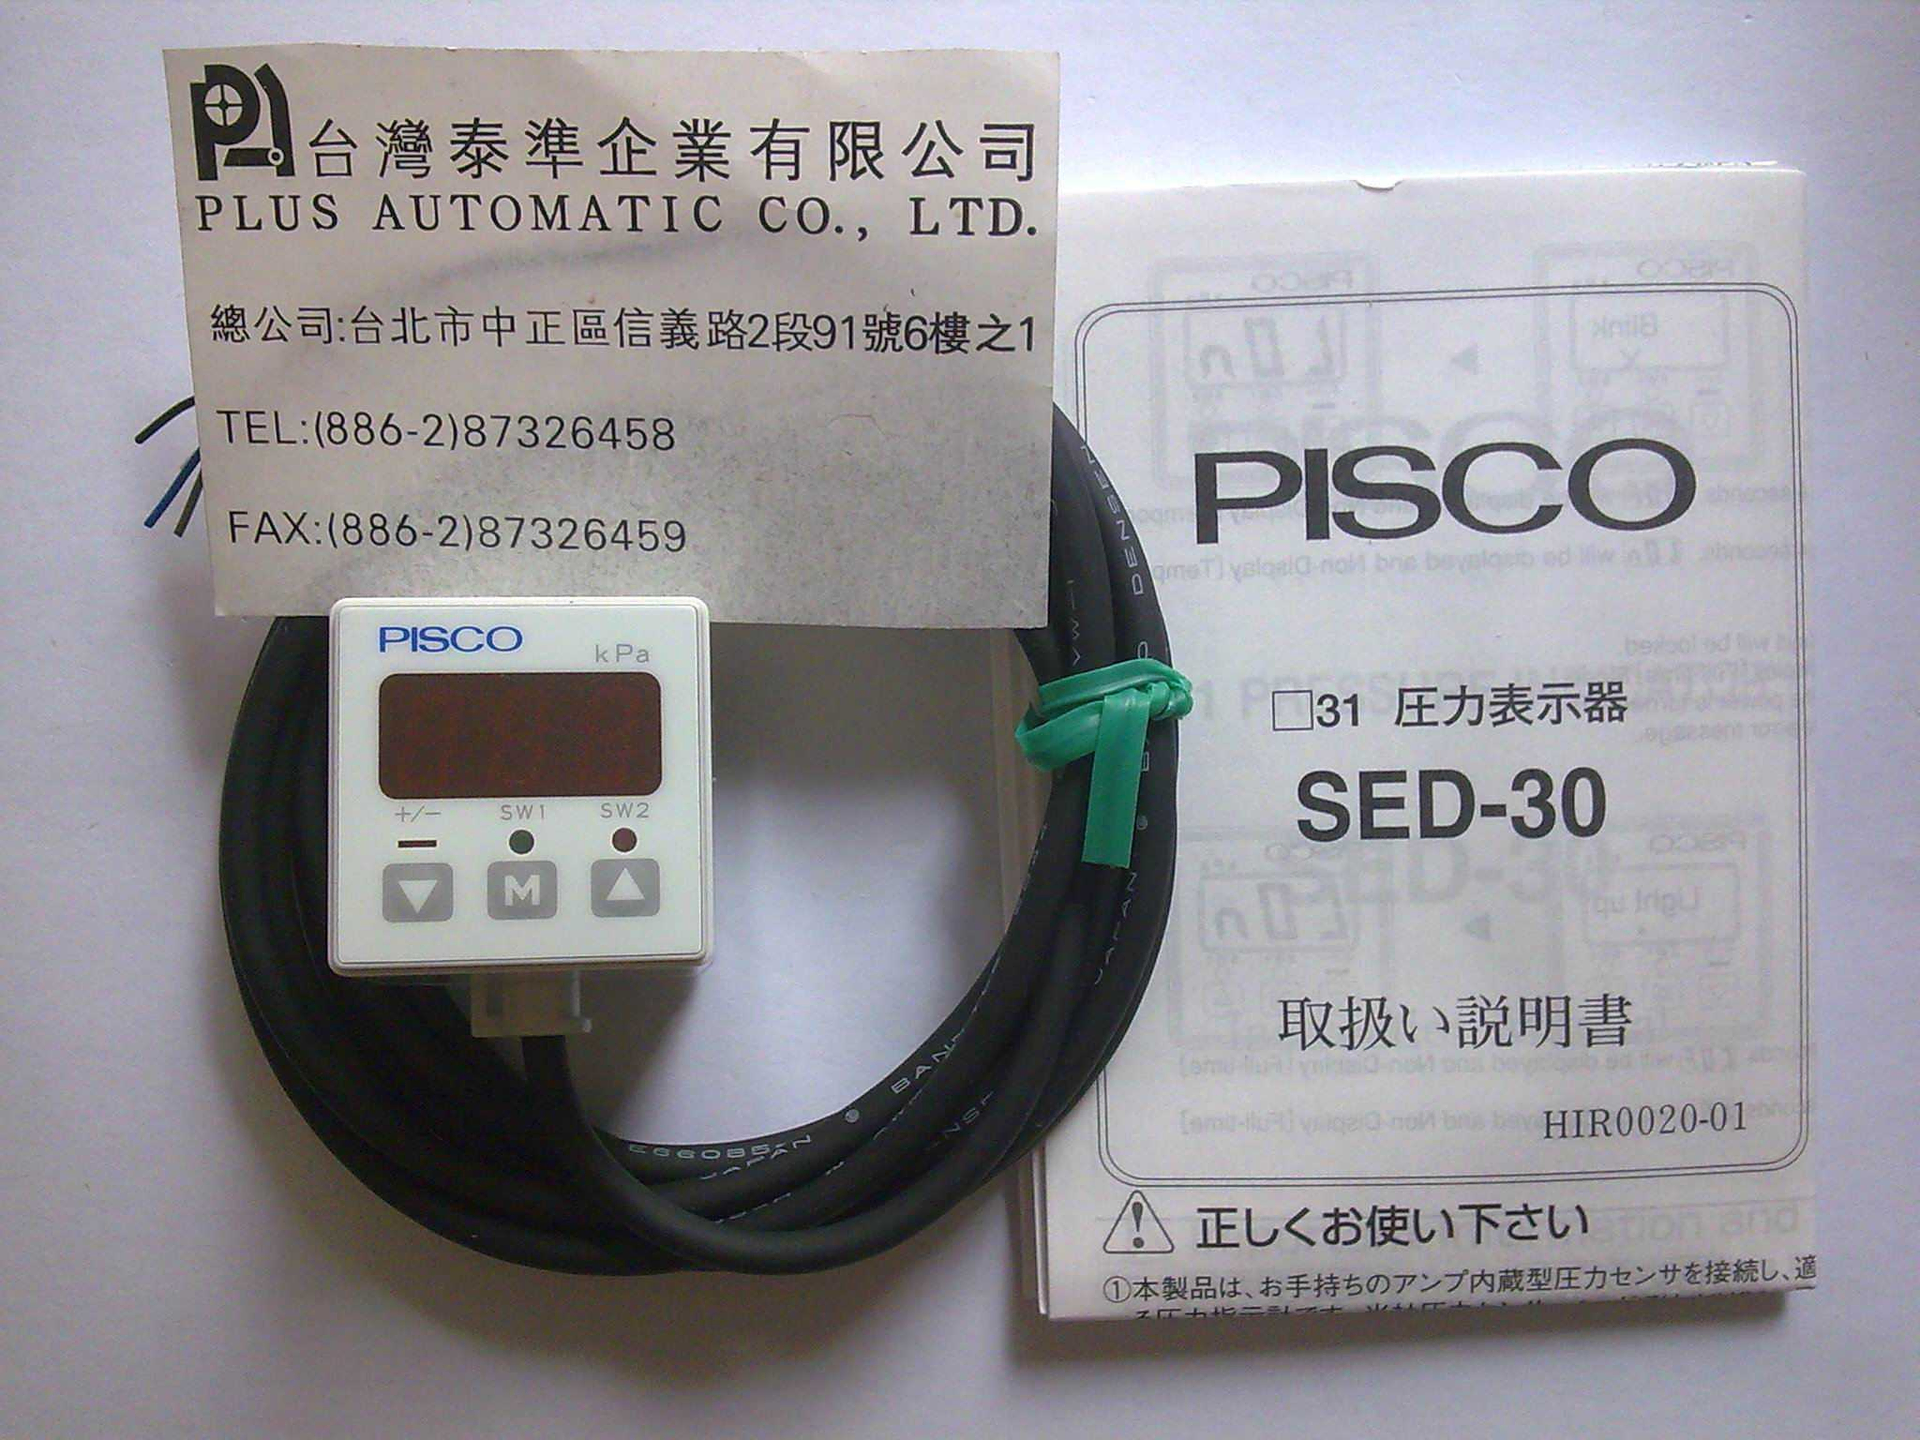 台灣泰準企業有限公司
PLUS AUTOMATIC CO., LTD.
總公司:台北市中正區信義路2段91號6樓之1
TEL:(886-2)87326458
FAX:(886-2)87326459
PISCO
kPa
+/− SW1 SW2
M
DENSO
JAPAN
JAPAN
PISCO
□31 圧力表示器
SED-30
取扱い説明書
HIR0020-01
正しくお使い下さい
①本製品は、お手持ちのアンプ内蔵型圧力センサを接続し、適